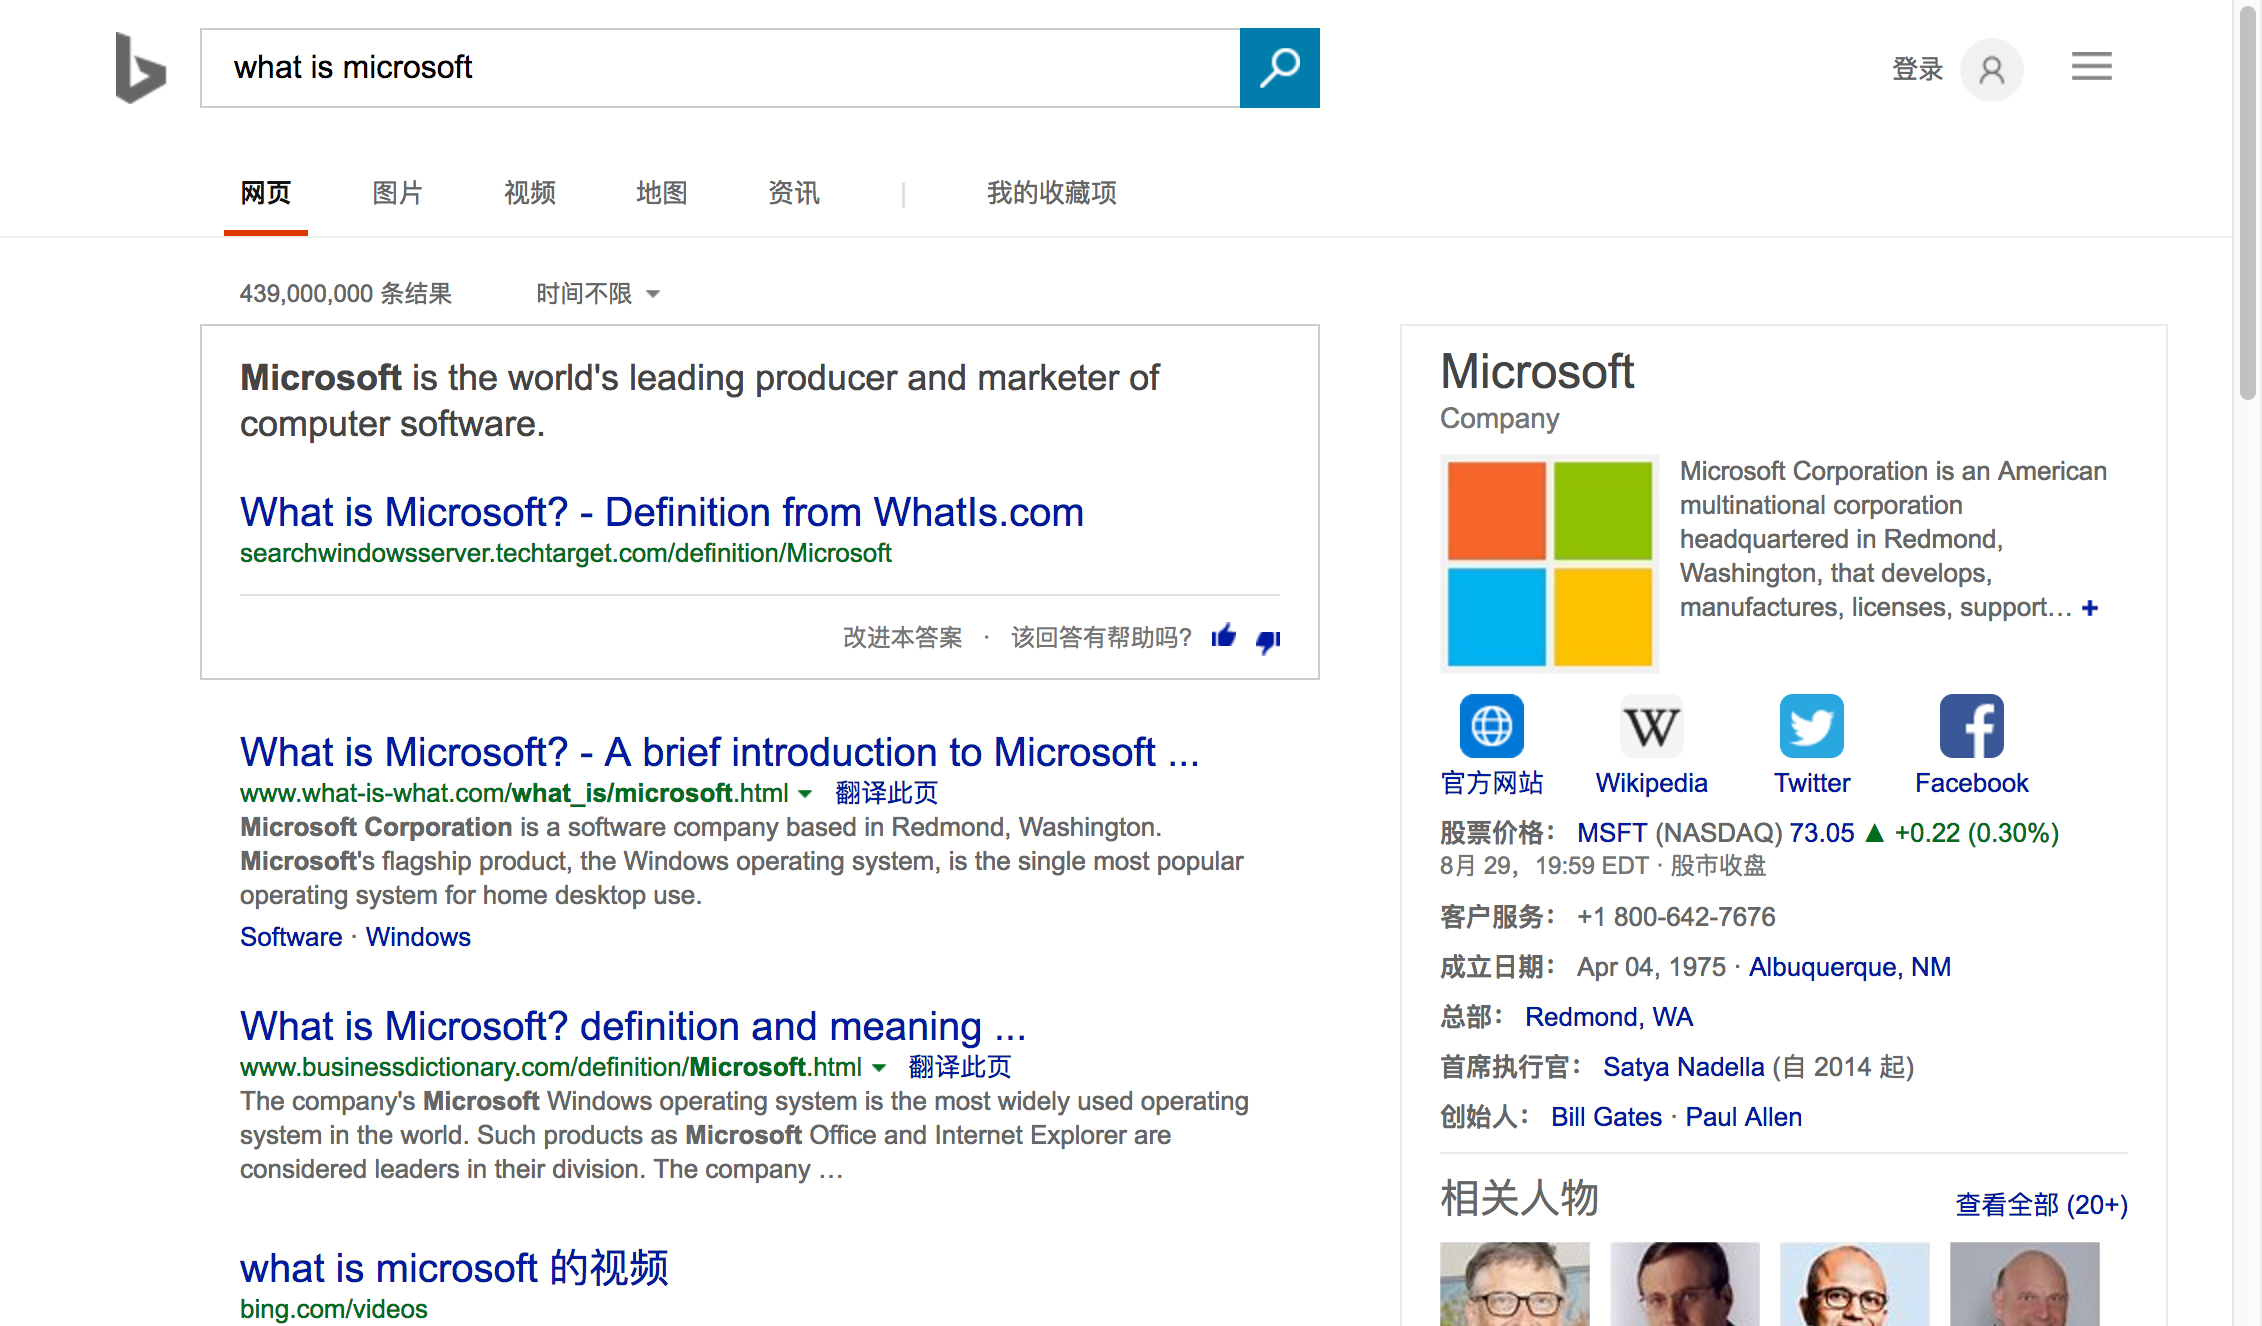 what is microsoft
登录
网页 图片 视频 地图 资讯 | 我的收藏项
439,000,000 条结果 时间不限
Microsoft is the world's leading producer and marketer of
computer software.
What is Microsoft? - Definition from WhatIs.com
searchwindowsserver.techtarget.com/definition/Microsoft
改进本答案 · 该回答有帮助吗?
What is Microsoft? - A brief introduction to Microsoft ...
www.what-is-what.com/what_is/microsoft.html 翻译此页
Microsoft Corporation is a software company based in Redmond, Washington.
Microsoft's flagship product, the Windows operating system, is the single most popular
operating system for home desktop use.
Software · Windows
What is Microsoft? definition and meaning ...
www.businessdictionary.com/definition/Microsoft.html 翻译此页
The company's Microsoft Windows operating system is the most widely used operating
system in the world. Such products as Microsoft Office and Internet Explorer are
considered leaders in their division. The company …
what is microsoft 的视频
bing.com/videos
Microsoft
Company
Microsoft Corporation is an American
multinational corporation
headquartered in Redmond,
Washington, that develops,
manufactures, licenses, support… +
官方网站 Wikipedia Twitter Facebook
股票价格： MSFT (NASDAQ) 73.05 ▲ +0.22 (0.30%)
8月 29，19:59 EDT · 股市收盘
客户服务： +1 800-642-7676
成立日期： Apr 04, 1975 · Albuquerque, NM
总部： Redmond, WA
首席执行官： Satya Nadella (自 2014 起)
创始人： Bill Gates · Paul Allen
相关人物 查看全部 (20+)